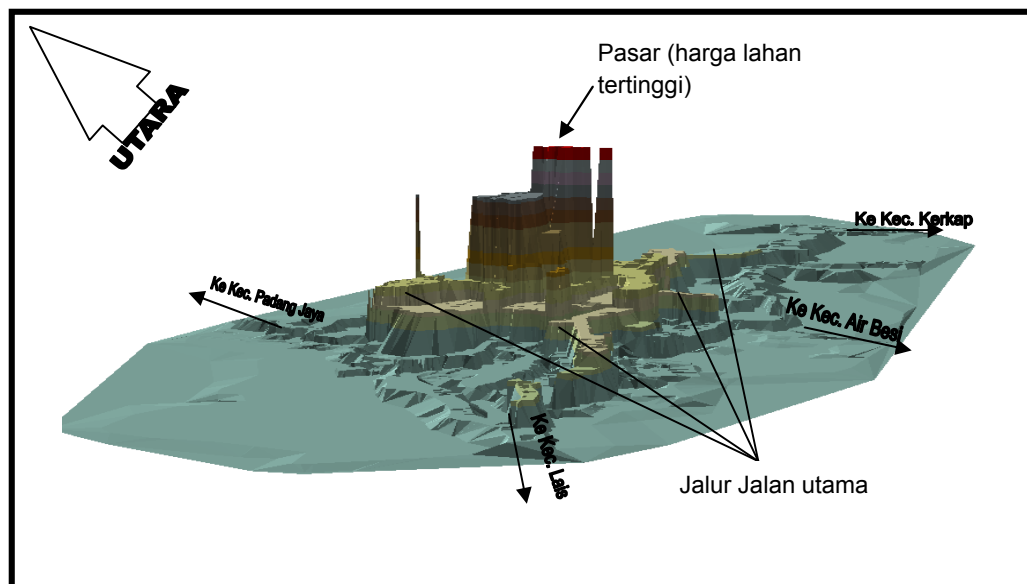 UTARA
Pasar (harga lahan
tertinggi)
Ke Kec. Kerkap
Ke Kec. Padang Jaya
Ke Kec. Air Besi
Ke Kec. Lais
Jalur Jalan utama